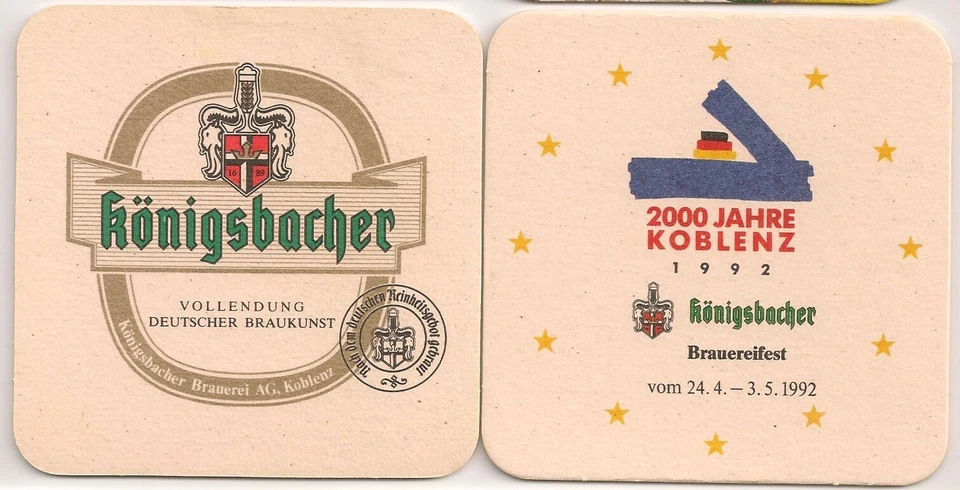 16 89
Königsbacher
VOLLENDUNG
DEUTSCHER BRAUKUNST
Nach dem deutschen Reinheitsgebot gebraut
Königsbacher Brauerei AG, Koblenz
2000 JAHRE
KOBLENZ
1992
Königsbacher
Brauereifest
vom 24.4. – 3.5.1992